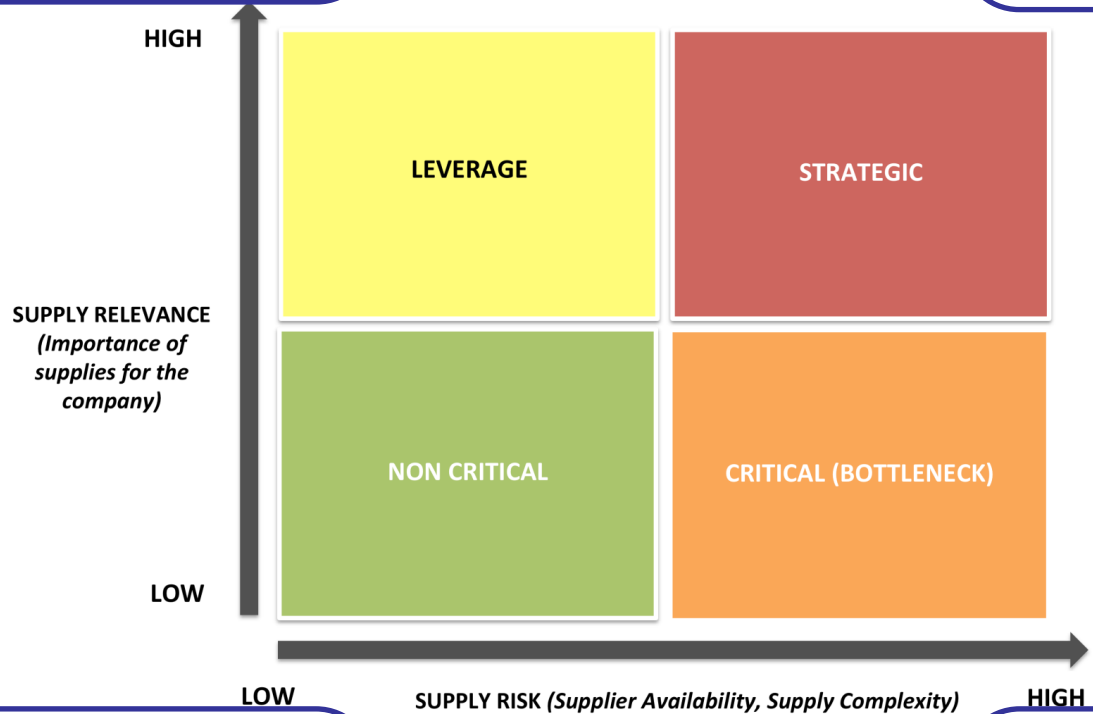 HIGH
LEVERAGE
STRATEGIC
SUPPLY RELEVANCE
(Importance of
supplies for the
company)
NON CRITICAL
CRITICAL (BOTTLENECK)
LOW
LOW
SUPPLY RISK (Supplier Availability, Supply Complexity)
HIGH